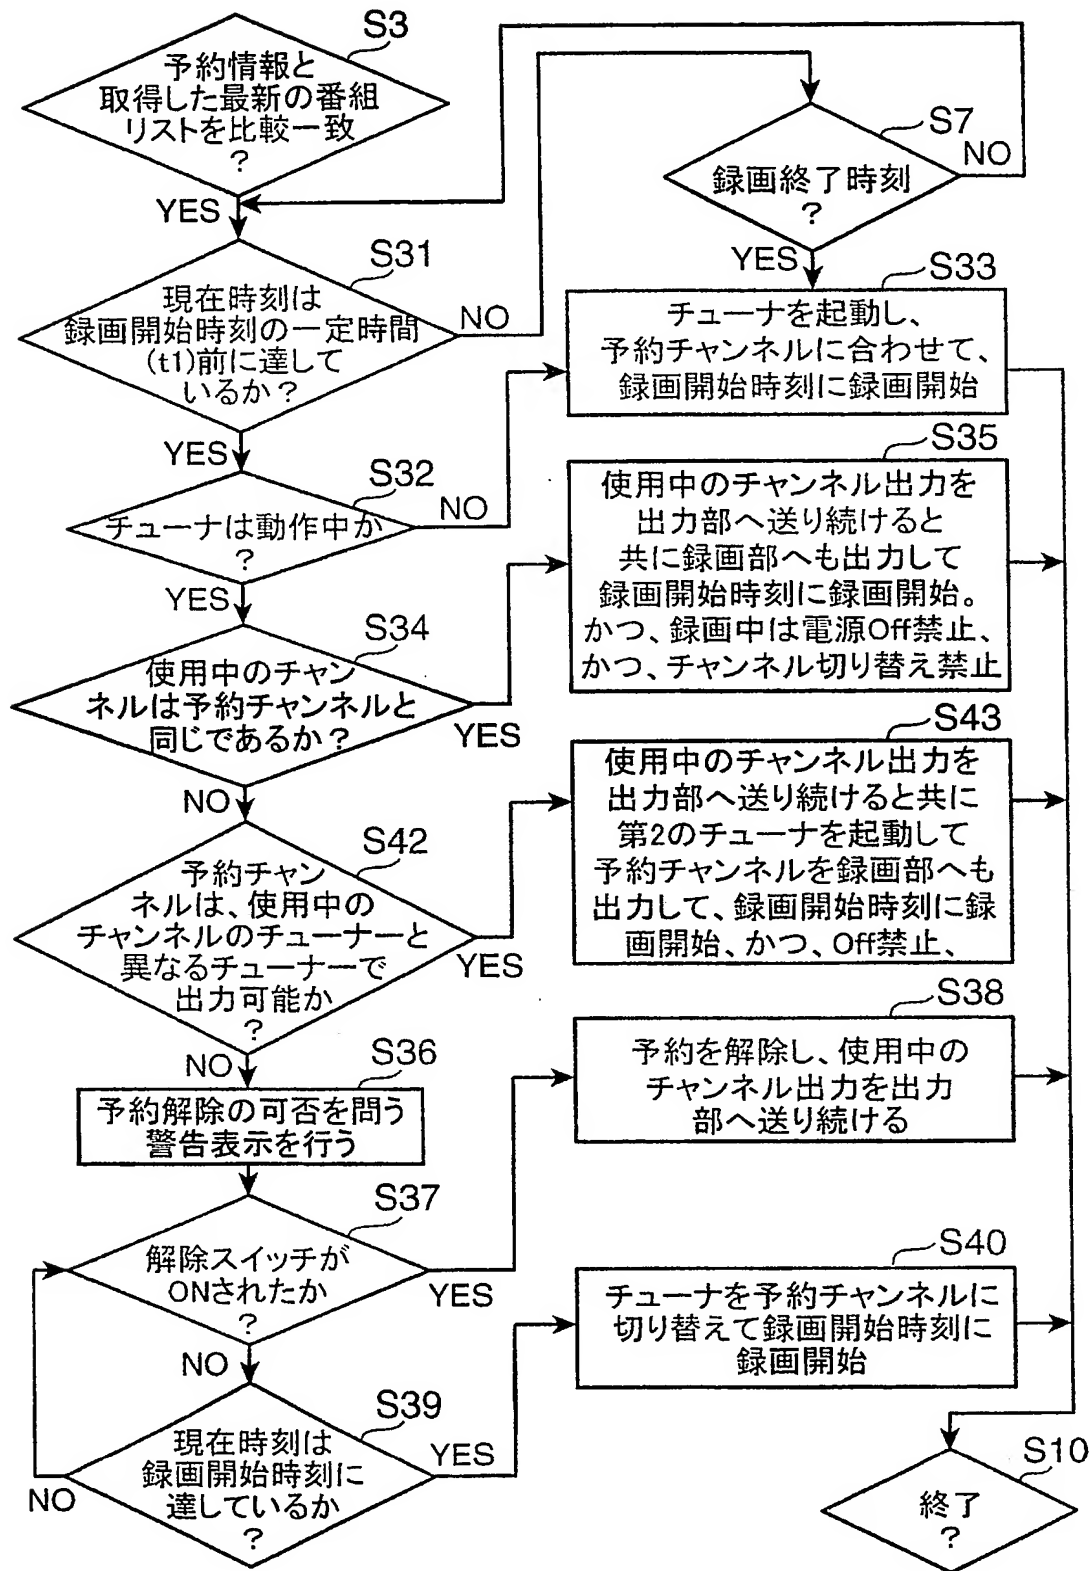 S3
予約情報と
取得した最新の番組
リストを比較一致
?
YES
S7
録画終了時刻
?
NO
YES
S31
現在時刻は
録画開始時刻の一定時間
(t1)前に達して
いるか?
NO
YES
S33
チューナを起動し、
予約チャンネルに合わせて、
録画開始時刻に録画開始
S32
チューナは動作中か
?
NO
YES
S35
使用中のチャンネル出力を
出力部へ送り続けると
共に録画部へも出力して
録画開始時刻に録画開始。
かつ、録画中は電源Off禁止、
かつ、チャンネル切り替え禁止
S34
使用中のチャン
ネルは予約チャンネルと
同じであるか?
YES
NO
S43
使用中のチャンネル出力を
出力部へ送り続けると共に
第2のチューナを起動して
予約チャンネルを録画部へも
出力して、録画開始時刻に録
画開始、かつ、Off禁止、
S42
予約チャン
ネルは、使用中の
チャンネルのチューナーと
異なるチューナーで
出力可能か
?
YES
NO
S36
予約解除の可否を問う
警告表示を行う
S38
予約を解除し、使用中の
チャンネル出力を出力
部へ送り続ける
S37
解除スイッチが
ONされたか
?
YES
NO
S40
チューナを予約チャンネルに
切り替えて録画開始時刻に
録画開始
S39
現在時刻は
録画開始時刻に
達しているか
?
YES
NO
S10
終了
?